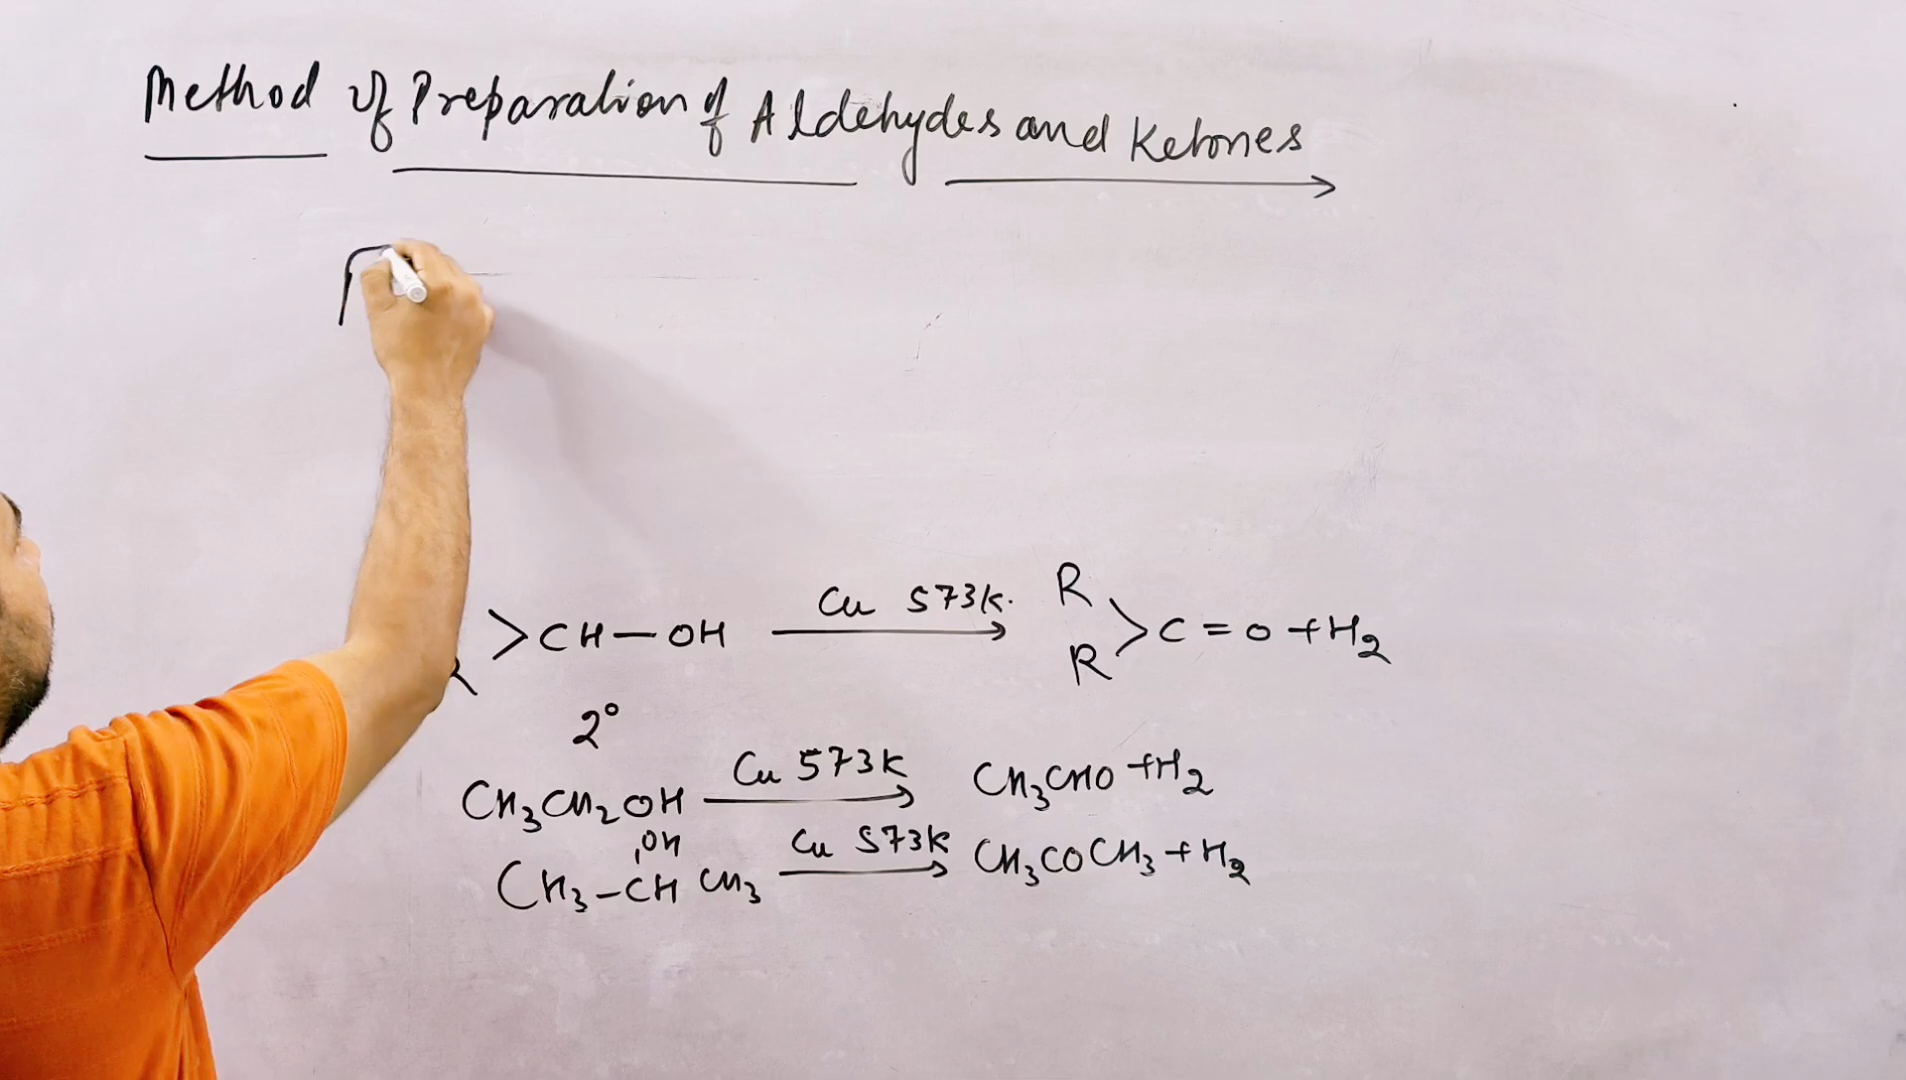 Method of Preparation of Aldehydes and Ketones
Cu 573K. R
>CH—OH → >C=O+H2
R R
2°
CH3CH2OH Cu 573K → CH3CHO+H2
OH
CH3-CH CH3 Cu 573K → CH3COCH3+H2